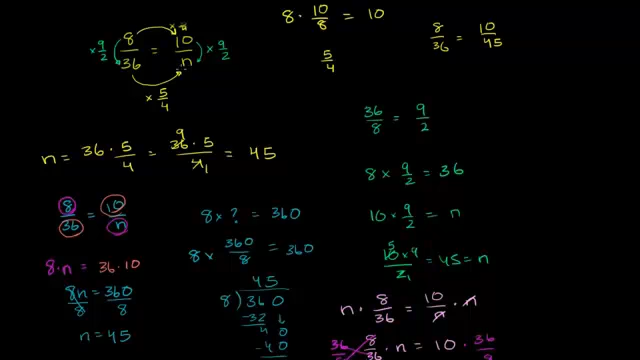 8/36 = 10/n
× 9/2
× 9/2
× 5/4
8 · 10/8 = 10
5/4
8/36 = 10/45
n = 36 · 5/4 = 36 · 5/4 = 45
9
1
36/8 = 9/2
8 × 9/2 = 36
10 × 9/2 = n
5
10 × 9/2 = 45 = n
1
n · 8/36 = 10/n · n
8/36 · n = 10 · 36/8
36
8/36 = 10/n
8 · n = 36 · 10
8n/8 = 360/8
n = 45
8 × ? = 360
8 × 360/8 = 360
45
8)360
-32
40
-40